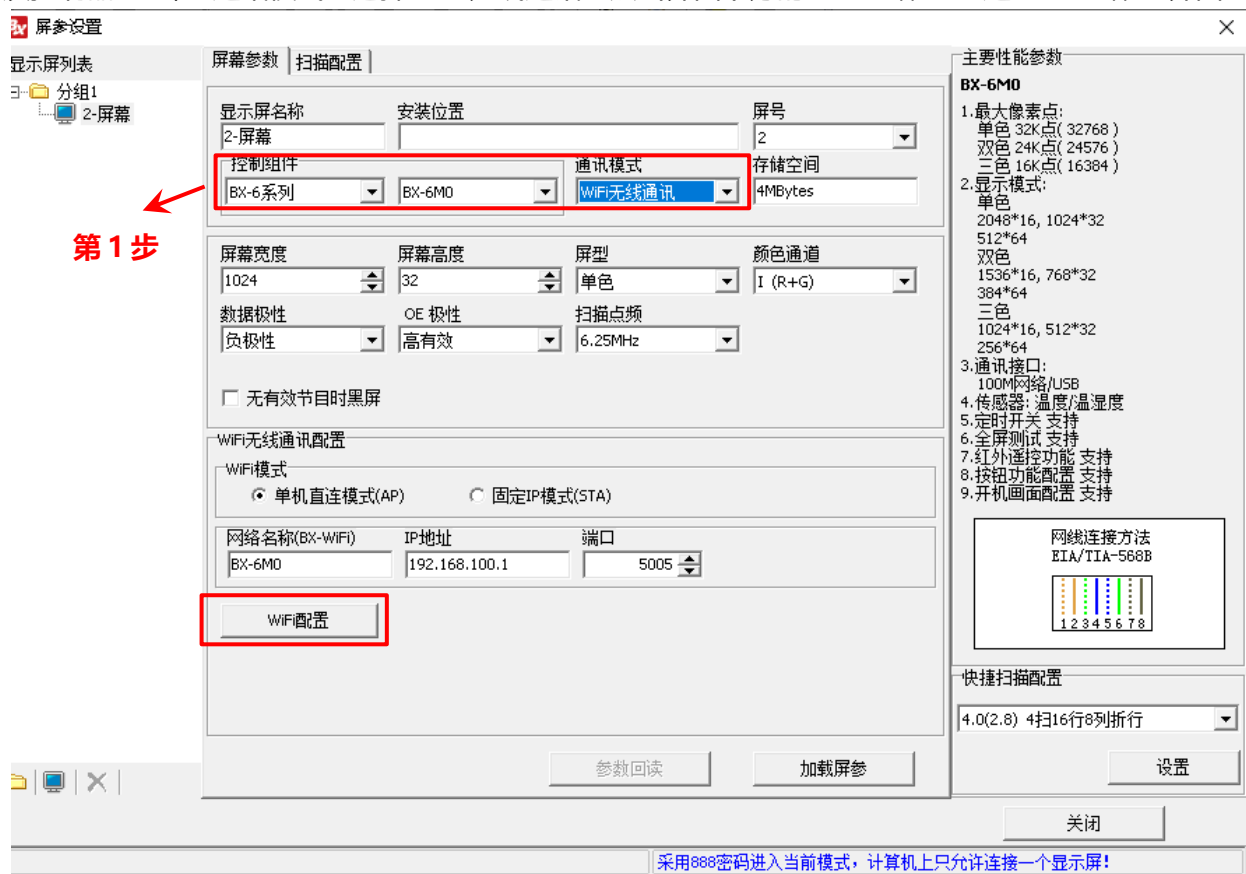 屏参设置
显示屏列表
分组1
2-屏幕
屏幕参数 扫描配置
显示屏名称 安装位置 屏号
2-屏幕 2
控制组件 通讯模式 存储空间
BX-6系列 BX-6M0 WiFi无线通讯 4MBytes
第1步
屏幕宽度 屏幕高度 屏型 颜色通道
1024 32 单色 I (R+G)
数据极性 OE 极性 扫描点频
负极性 高有效 6.25MHz
无有效节目时黑屏
WiFi无线通讯配置
WiFi模式
单机直连模式(AP) 固定IP模式(STA)
网络名称(BX-WiFi) IP地址 端口
BX-6M0 192.168.100.1 5005
WiFi配置
参数回读 加载屏参
主要性能参数
BX-6M0
1.最大像素点:
单色 32K点( 32768 )
双色 24K点( 24576 )
三色 16K点( 16384 )
2.显示模式:
单色
2048*16, 1024*32
512*64
双色
1536*16, 768*32
384*64
三色
1024*16, 512*32
256*64
3.通讯接口:
100M网络/USB
4.传感器: 温度/温湿度
5.定时开关 支持
6.全屏测试 支持
7.红外遥控功能 支持
8.按钮功能配置 支持
9.开机画面配置 支持
网线连接方法
EIA/TIA-568B
1 2 3 4 5 6 7 8
快捷扫描配置
4.0(2.8) 4扫16行8列折行
设置
关闭
采用888密码进入当前模式，计算机上只允许连接一个显示屏!